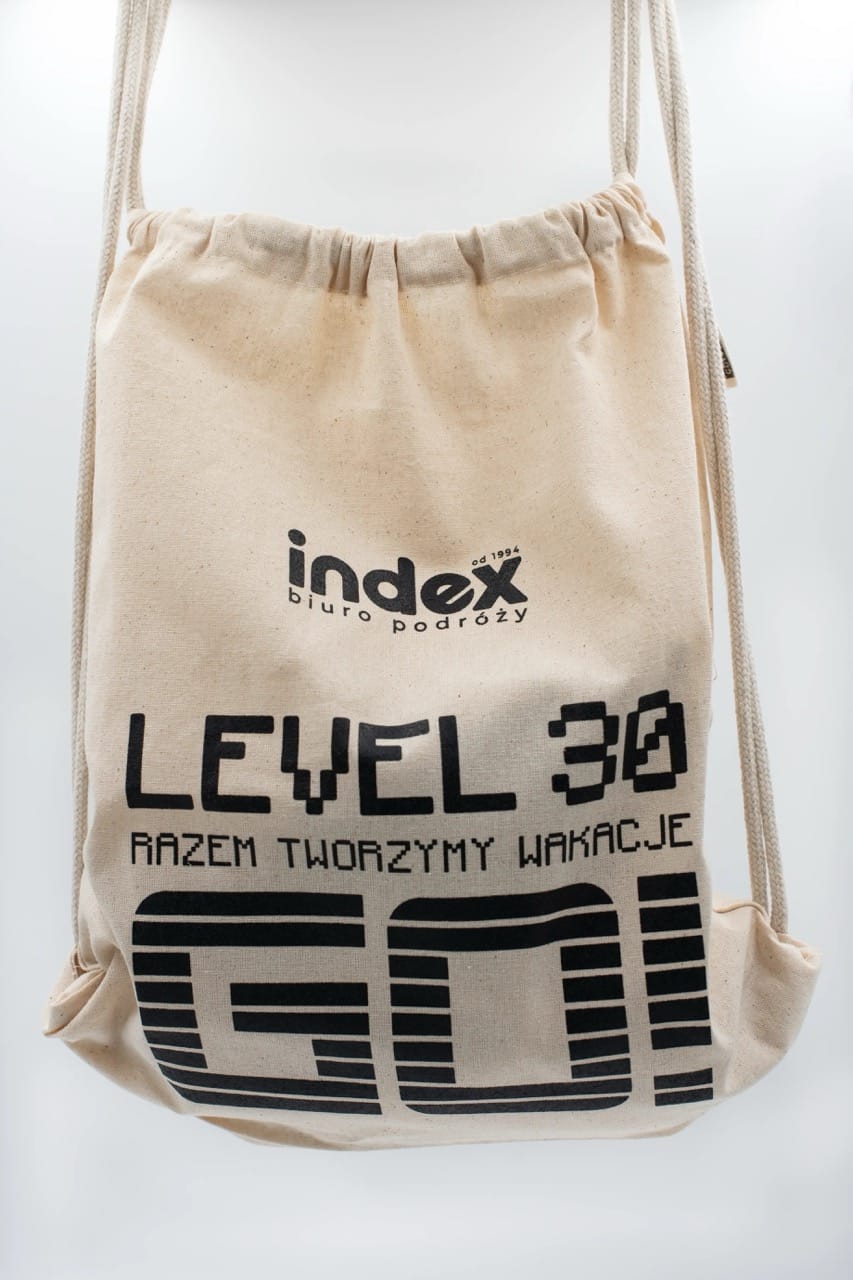 od 1994
index
biuro podróży
LEVEL 30
RAZEM TWORZYMY WAKACJE
GO!